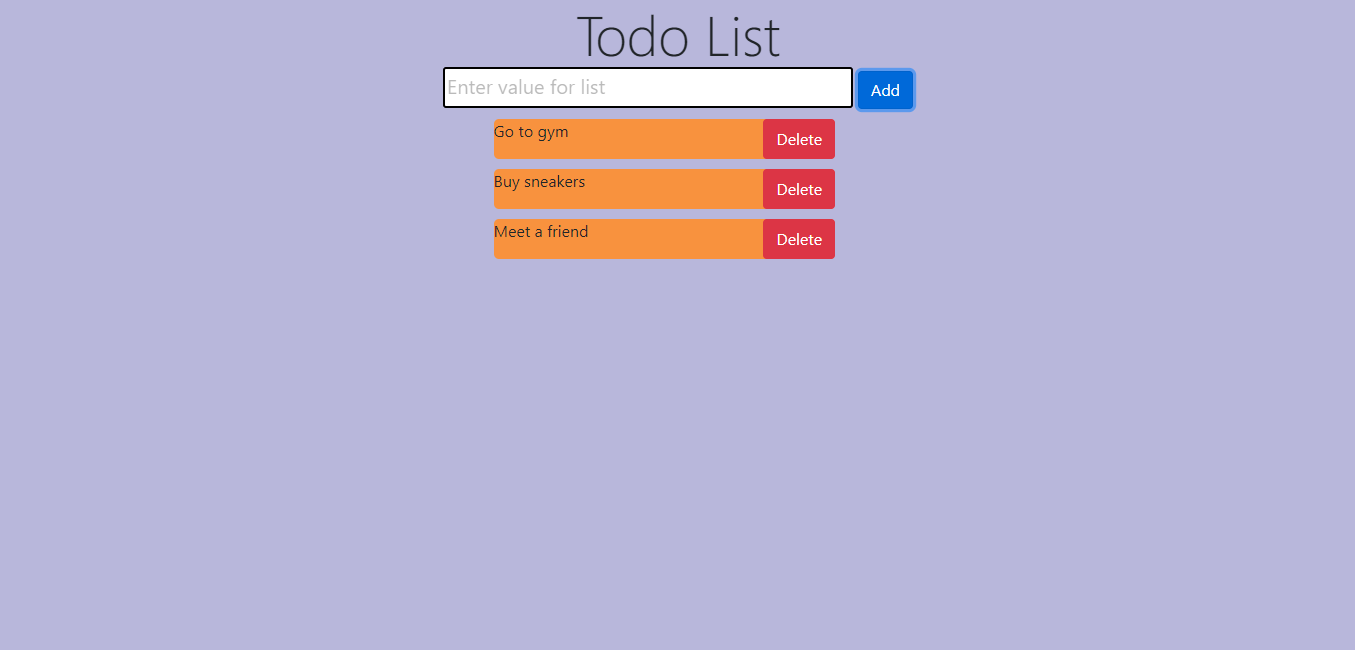 Todo List
Enter value for list Add
Go to gym Delete
Buy sneakers Delete
Meet a friend Delete